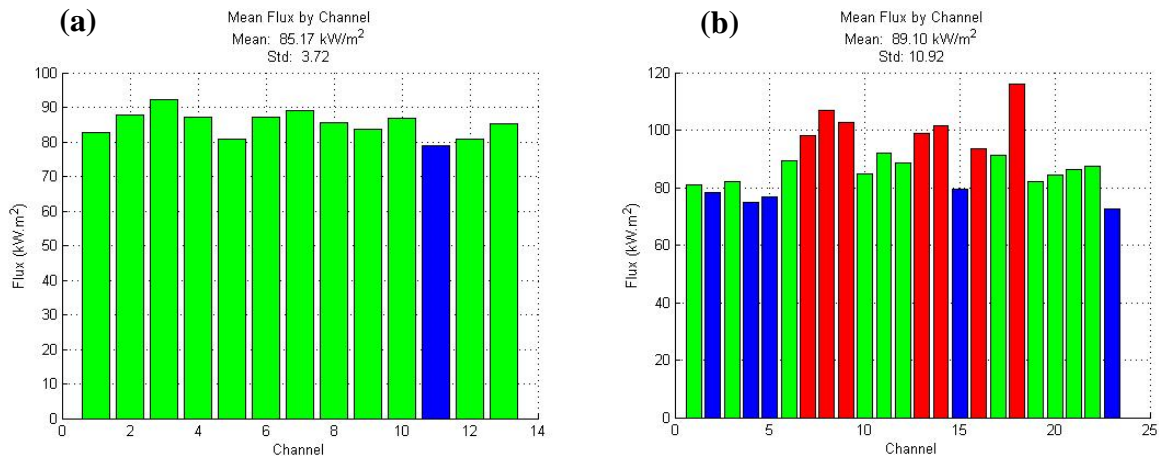 (a)
Mean Flux by Channel
Mean: 85.17 kW/m²
Std: 3.72
100
90
80
70
60
50
40
30
20
10
0
Flux (kW.m²)
0 2 4 6 8 10 12 14
Channel
(b)
Mean Flux by Channel
Mean: 89.10 kW/m²
Std: 10.92
120
100
80
60
40
20
0
Flux (kW.m²)
0 5 10 15 20 25
Channel